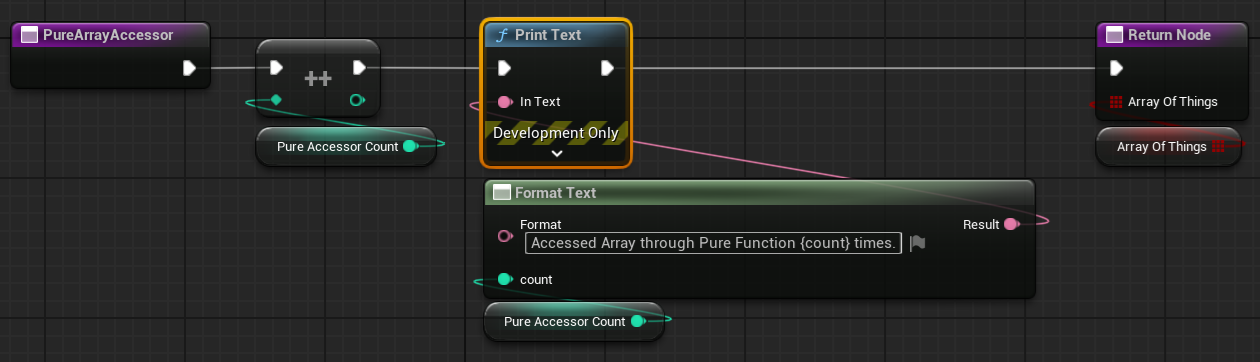 PureArrayAccessor
++
Pure Accessor Count
f Print Text
In Text
Development Only
Return Node
Array Of Things
Array Of Things
Format Text
Format
Accessed Array through Pure Function {count} times.
Result
count
Pure Accessor Count